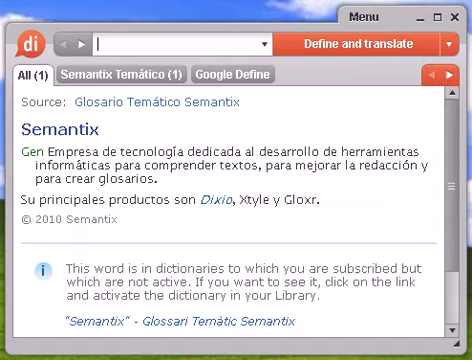 Menu
di
Define and translate
All (1) Semantix Temático (1) Google Define
Source: Glosario Temático Semantix
Semantix
Gen Empresa de tecnología dedicada al desarrollo de herramientas
informáticas para comprender textos, para mejorar la redacción y
para crear glosarios.
Su principales productos son Dixio, Xtyle y Gloxr.
© 2010 Semantix
i
This word is in dictionaries to which you are subscribed but
which are not active. If you want to see it, click on the link
and activate the dictionary in your Library.
"Semantix" - Glossari Temàtic Semantix